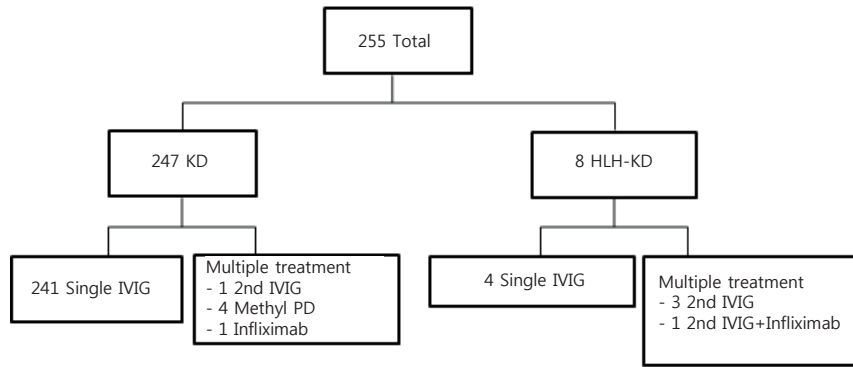 255 Total
247 KD
8 HLH-KD
241 Single IVIG
Multiple treatment
- 1 2nd IVIG
- 4 Methyl PD
- 1 Infliximab
4 Single IVIG
Multiple treatment
- 3 2nd IVIG
- 1 2nd IVIG+Infliximab